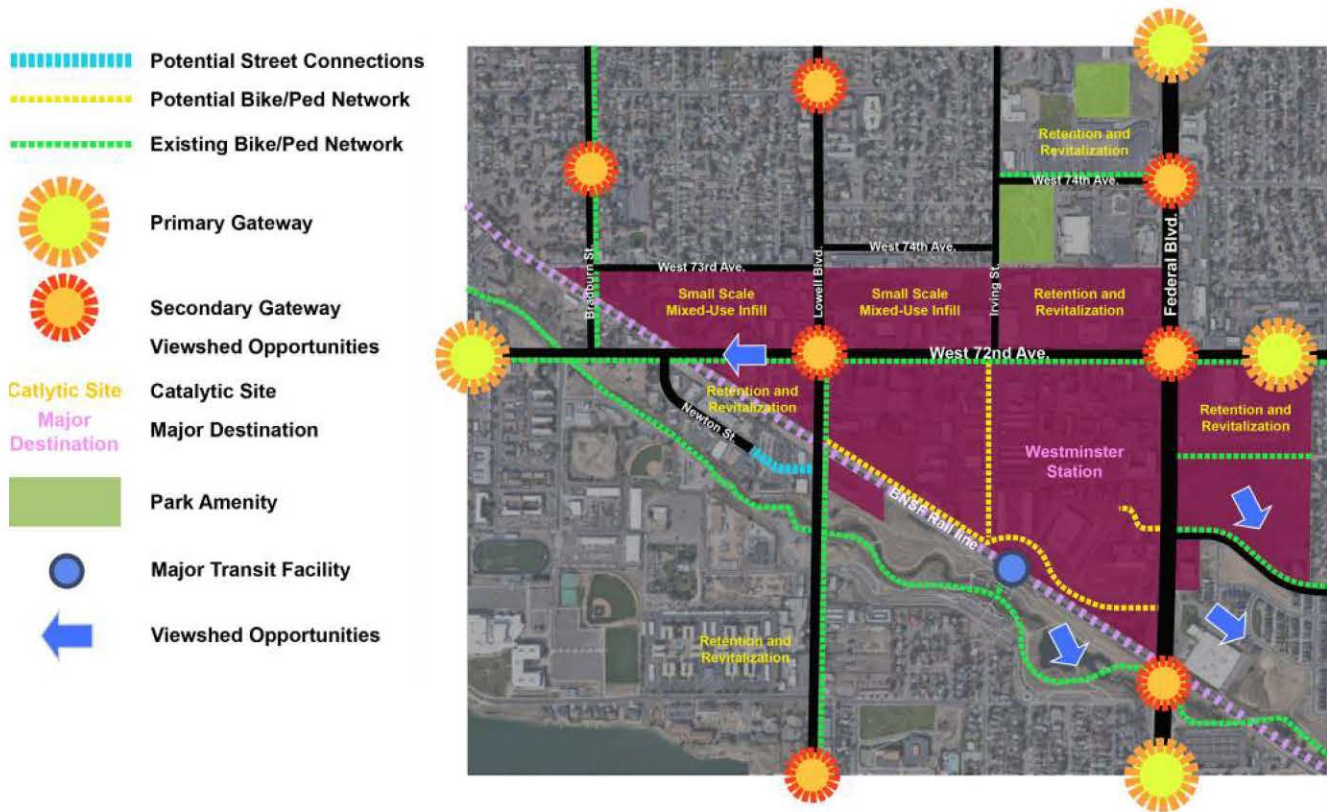 Potential Street Connections
Potential Bike/Ped Network
Existing Bike/Ped Network
Primary Gateway
Secondary Gateway
Viewshed Opportunities
Catlytic Site
Catalytic Site
Major
Destination
Major Destination
Park Amenity
Major Transit Facility
Viewshed Opportunities
Retention and
Revitalization
West 74th Ave.
Federal Blvd.
West 74th Ave.
Lowell Blvd.
Irving St.
Bradburn St.
West 73rd Ave.
Small Scale
Mixed-Use Infill
Small Scale
Mixed-Use Infill
Retention and
Revitalization
West 72nd Ave.
Retention and
Revitalization
Newton St.
Retention and
Revitalization
Westminster
Station
BNSF Rail line
Retention and
Revitalization